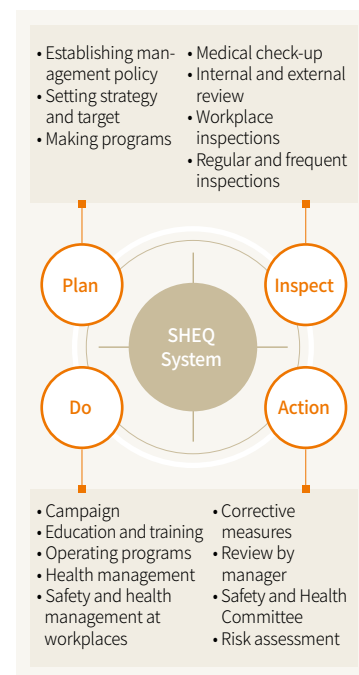 • Establishing man-
agement policy
• Setting strategy
and target
• Making programs
• Medical check-up
• Internal and external
review
• Workplace
inspections
• Regular and frequent
inspections
Plan
Inspect
SHEQ
System
Do
Action
• Campaign
• Education and training
• Operating programs
• Health management
• Safety and health
management at
workplaces
• Corrective
measures
• Review by
manager
• Safety and Health
Committee
• Risk assessment